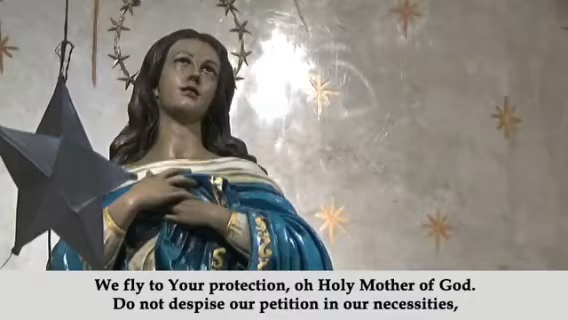 We fly to Your protection, oh Holy Mother of God.
Do not despise our petition in our necessities,